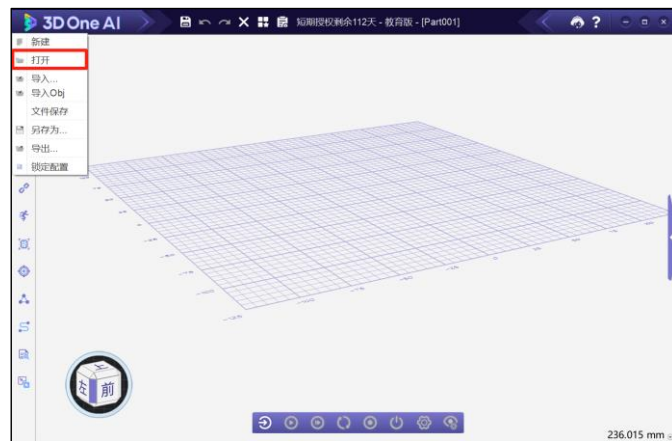 3D One AI
短期授权剩余112天 - 教育版 - [Part001]
?
新建
打开
导入...
导入Obj
文件保存
另存为...
导出...
锁定配置
上
左
前
236.015 mm